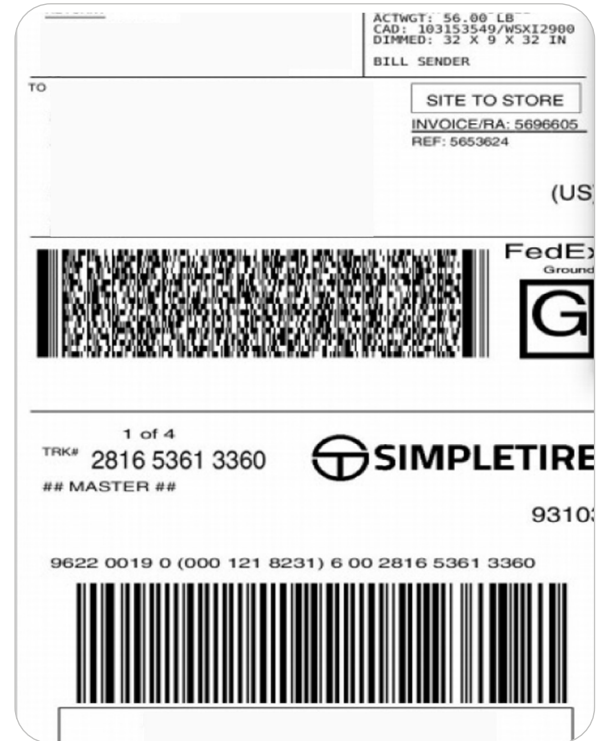 ACTWGT: 56.00 LB
CAD: 103153549/WSXI2900
DIMMED: 32 X 9 X 32 IN
BILL SENDER
TO
SITE TO STORE
INVOICE/RA: 5696605
REF: 5653624
(US)
FedEx
Ground
G
1 of 4
TRK# 2816 5361 3360
## MASTER ##
SIMPLETIRE
9310
9622 0019 0 (000 121 8231) 6 00 2816 5361 3360